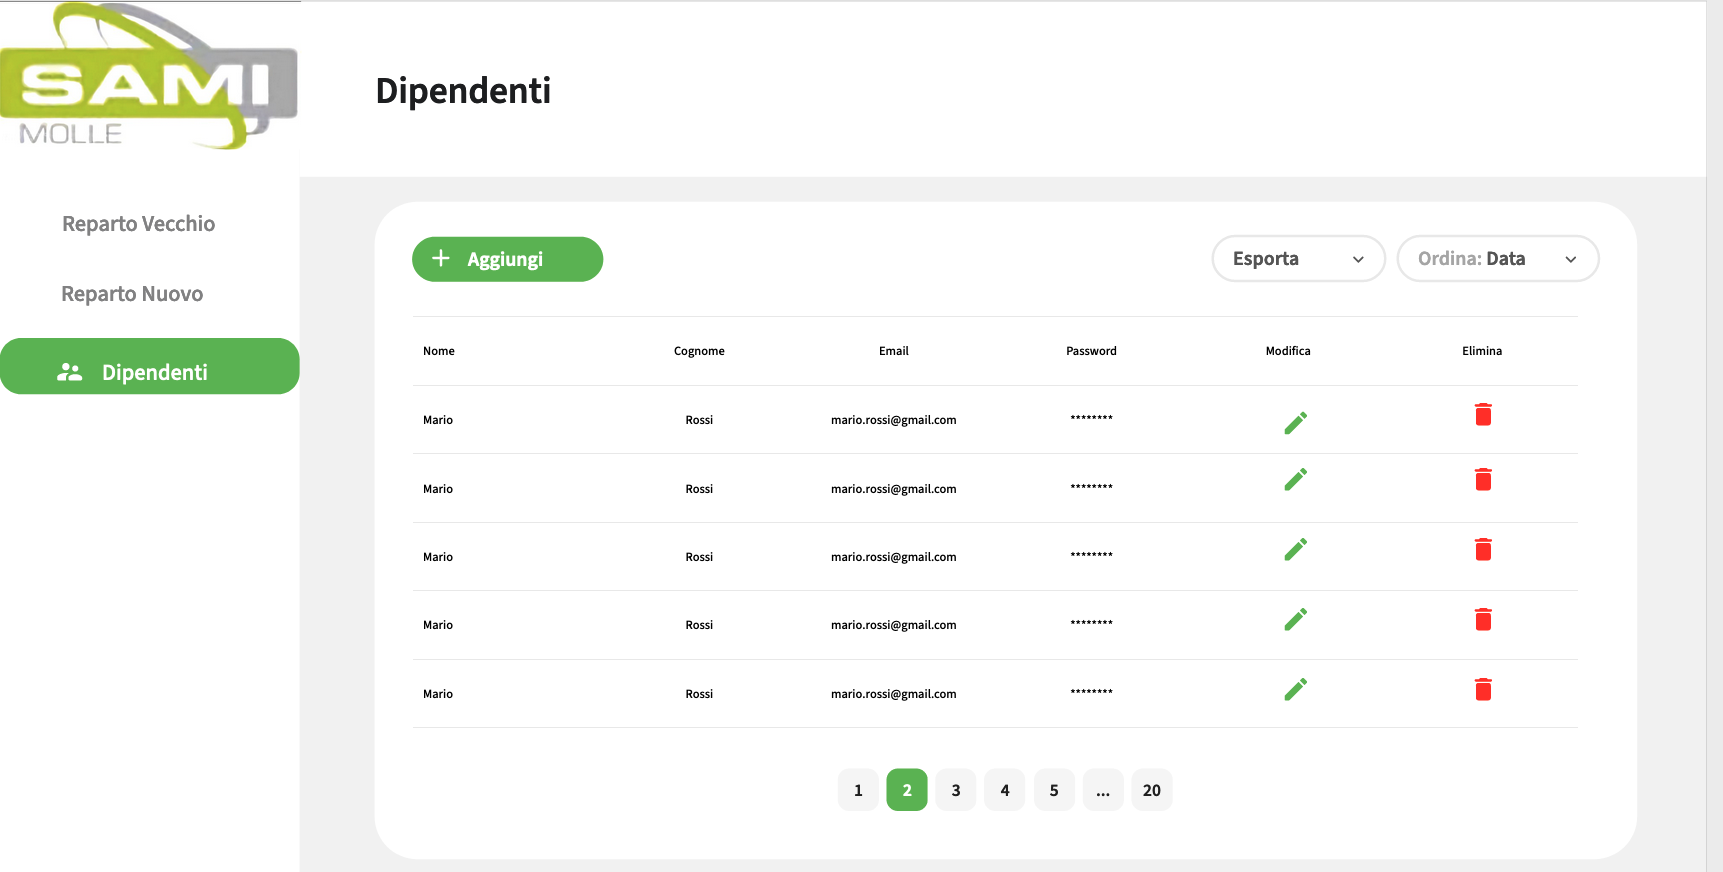 SAMI
MOLLE
Dipendenti
Reparto Vecchio
Reparto Nuovo
Dipendenti
Aggiungi
Esporta
Ordina: Data
Nome Cognome Email Password Modifica Elimina
Mario Rossi mario.rossi@gmail.com ********
Mario Rossi mario.rossi@gmail.com ********
Mario Rossi mario.rossi@gmail.com ********
Mario Rossi mario.rossi@gmail.com ********
Mario Rossi mario.rossi@gmail.com ********
1 2 3 4 5 ... 20